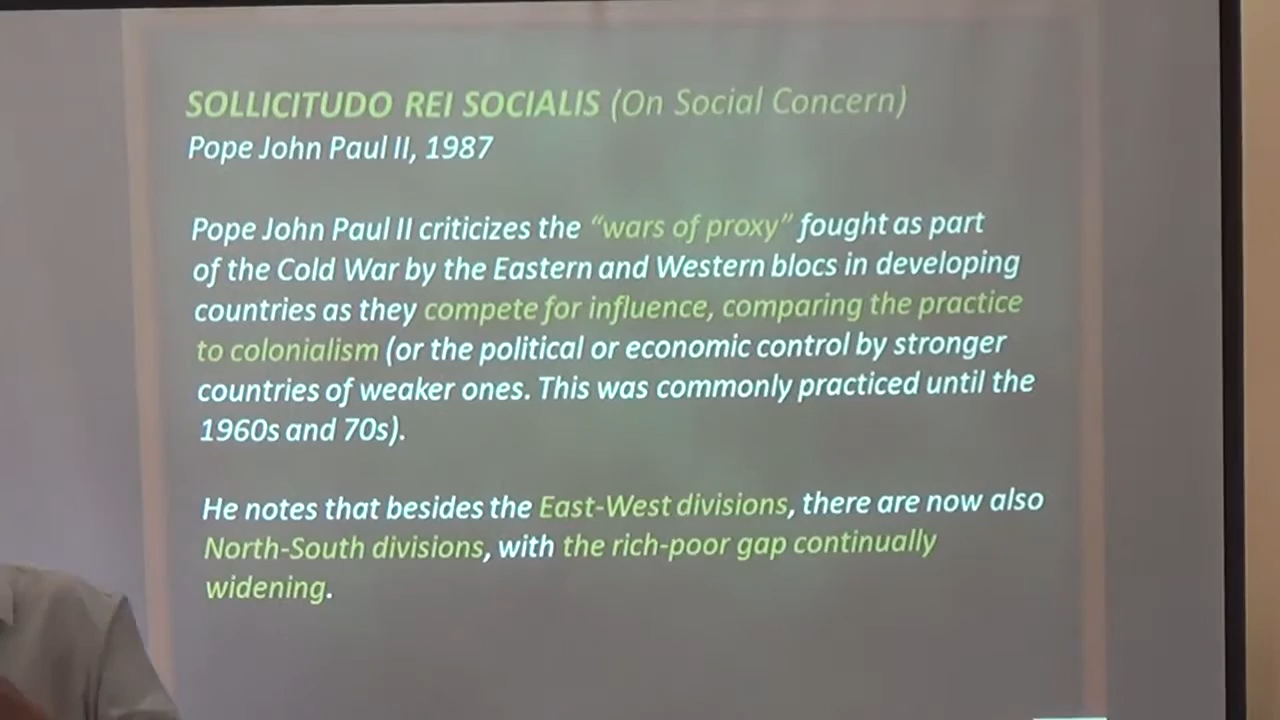 SOLLICITUDO REI SOCIALIS (On Social Concern)
Pope John Paul II, 1987
Pope John Paul II criticizes the “wars of proxy” fought as part
of the Cold War by the Eastern and Western blocs in developing
countries as they compete for influence, comparing the practice
to colonialism (or the political or economic control by stronger
countries of weaker ones. This was commonly practiced until the
1960s and 70s).
He notes that besides the East-West divisions, there are now also
North-South divisions, with the rich-poor gap continually
widening.